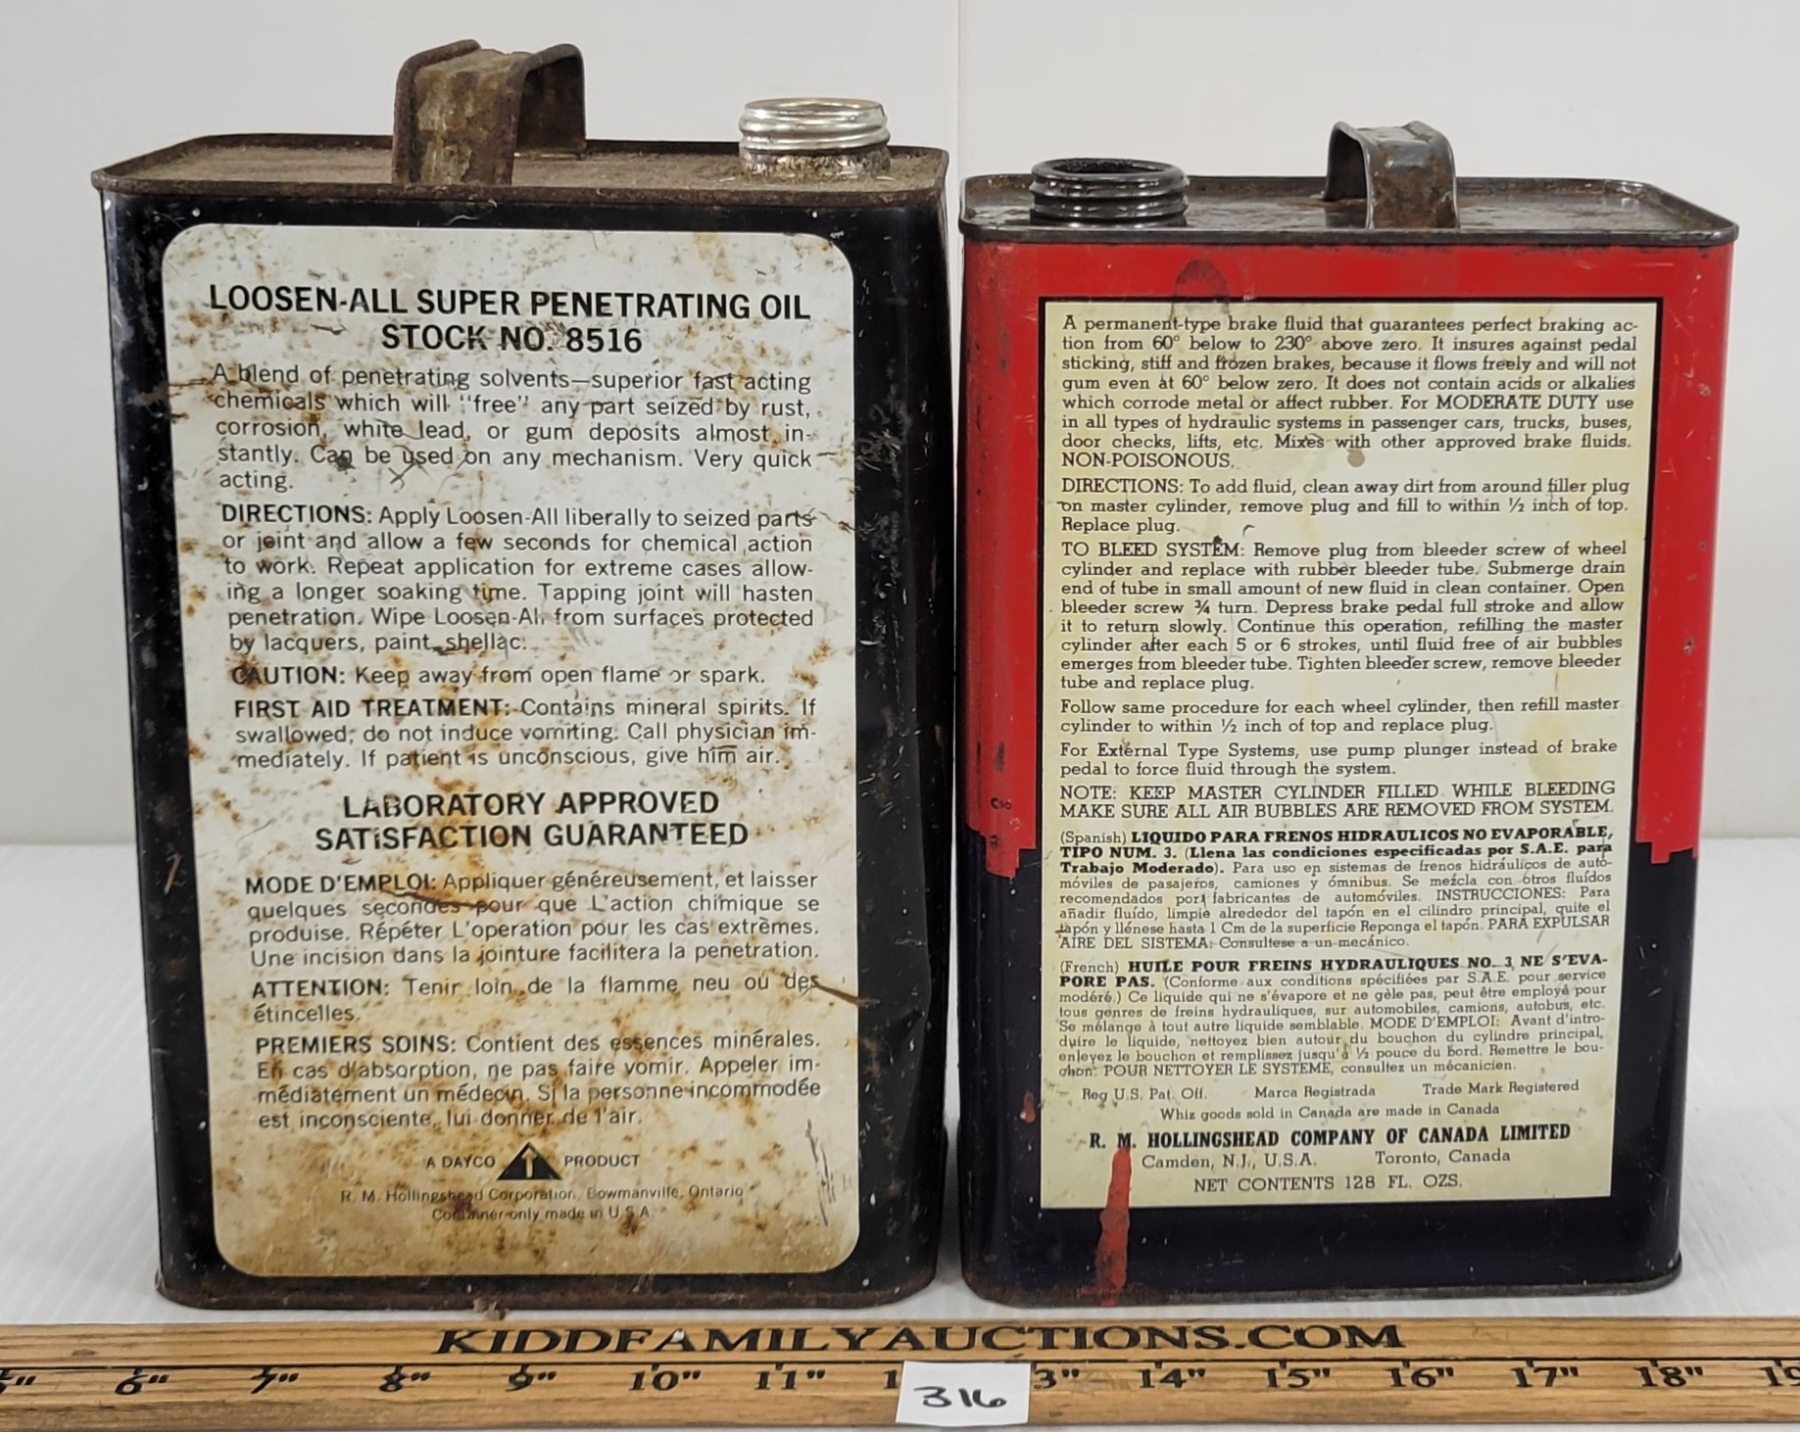 LOOSEN-ALL SUPER PENETRATING OIL
STOCK NO. 8516
A blend of penetrating solvents—superior fast acting
chemicals which will "free" any part seized by rust,
corrosion, white lead, or gum deposits almost in-
stantly. Can be used on any mechanism. Very quick
acting.
DIRECTIONS: Apply Loosen-All liberally to seized parts
or joint and allow a few seconds for chemical action
to work. Repeat application for extreme cases allow-
ing a longer soaking time. Tapping joint will hasten
penetration. Wipe Loosen-All from surfaces protected
by lacquers, paint, shellac.
CAUTION: Keep away from open flame or spark.
FIRST AID TREATMENT: Contains mineral spirits. If
swallowed, do not induce vomiting. Call physician im-
mediately. If patient is unconscious, give him air.
LABORATORY APPROVED
SATISFACTION GUARANTEED
MODE D'EMPLOI: Appliquer généreusement, et laisser
quelques secondes pour que L'action chimique se
produise. Répéter L'operation pour les cas extrèmes.
Une incision dans la jointure facilitera la penetration.
ATTENTION: Tenir loin de la flamme neu ou des
étincelles.
PREMIERS SOINS: Contient des essences minérales.
En cas d'absorption, ne pas faire vomir. Appeler im-
médiatement un médecin. Si la personne incommodée
est inconsciente, lui donner de l'air.
A DAYCO PRODUCT
R. M. Hollingshead Corporation, Bowmanville, Ontario
Container only made in U.S.A
A permanent-type brake fluid that guarantees perfect braking ac-
tion from 60° below to 230° above zero. It insures against pedal
sticking, stiff and frozen brakes, because it flows freely and will not
gum even at 60° below zero. It does not contain acids or alkalies
which corrode metal or affect rubber. For MODERATE DUTY use
in all types of hydraulic systems in passenger cars, trucks, buses,
door checks, lifts, etc. Mixes with other approved brake fluids.
NON-POISONOUS.
DIRECTIONS: To add fluid, clean away dirt from around filler plug
on master cylinder, remove plug and fill to within ½ inch of top.
Replace plug.
TO BLEED SYSTEM: Remove plug from bleeder screw of wheel
cylinder and replace with rubber bleeder tube. Submerge drain
end of tube in small amount of new fluid in clean container. Open
bleeder screw ¾ turn. Depress brake pedal full stroke and allow
it to return slowly. Continue this operation, refilling the master
cylinder after each 5 or 6 strokes, until fluid free of air bubbles
emerges from bleeder tube. Tighten bleeder screw, remove bleeder
tube and replace plug.
Follow same procedure for each wheel cylinder, then refill master
cylinder to within ½ inch of top and replace plug.
For External Type Systems, use pump plunger instead of brake
pedal to force fluid through the system.
NOTE: KEEP MASTER CYLINDER FILLED WHILE BLEEDING
MAKE SURE ALL AIR BUBBLES ARE REMOVED FROM SYSTEM.
(Spanish) LIQUIDO PARA FRENOS HIDRAULICOS NO EVAPORABLE,
TIPO NUM. 3. (Llena las condiciones especificadas por S.A.E. para
Trabajo Moderado). Para uso en sistemas de frenos hidráulicos de auto-
móviles de pasajeros, camiones y ómnibus. Se mezcla con otros fluídos
recomendados por fabricantes de automóviles. INSTRUCCIONES: Para
añadir fluído, limpie alrededor del tapón en el cilindro principal, quite el
tapón y llénese hasta 1 Cm de la superficie Reponga el tapón. PARA EXPULSAR
AIRE DEL SISTEMA: Consultese a un mecánico.
(French) HUILE POUR FREINS HYDRAULIQUES NO. 3 NE S'EVA-
PORE PAS. (Conforme aux conditions spécifiées par S.A.E. pour service
modéré.) Ce liquide qui ne s'évapore et ne gèle pas, peut être employé pour
tous genres de freins hydrauliques, sur automobiles, camions, autobus, etc.
Se mélange à tout autre liquide semblable. MODE D'EMPLOI: Avant d'intro-
duire le liquide, nettoyez bien autour du bouchon du cylindre principal,
enlevez le bouchon et remplissez jusqu'à ½ pouce du bord. Remettre le bou-
chon. POUR NETTOYER LE SYSTEME, consultez un mécanicien.
Reg U.S. Pat. Off. Marca Registrada Trade Mark Registered
Whiz goods sold in Canada are made in Canada
R. M. HOLLINGSHEAD COMPANY OF CANADA LIMITED
Camden, N.J., U.S.A. Toronto, Canada
NET CONTENTS 128 FL. OZS.
KIDDFAMILYAUCTIONS.COM
5" 6" 7" 8" 9" 10" 11" 1 3" 14" 15" 16" 17" 18" 19
316